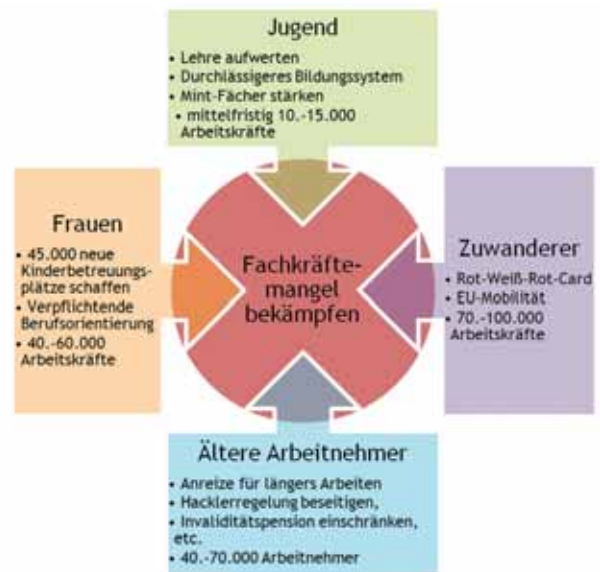 Jugend
• Lehre aufwerten
• Durchlässigeres Bildungssystem
• Mint-Fächer stärken
• mittelfristig 10.-15.000
Arbeitskräfte
Frauen
• 45.000 neue
Kinderbetreuungs-
plätze schaffen
• Verpflichtende
Berufsorientierung
• 40.-60.000
Arbeitskräfte
Fachkräfte-
mangel
bekämpfen
Zuwanderer
• Rot-Weiß-Rot-Card
• EU-Mobilität
• 70.-100.000
Arbeitskräfte
Ältere Arbeitnehmer
• Anreize für längers Arbeiten
• Hacklerregelung beseitigen,
• Invaliditätspension einschränken,
etc.
• 40.-70.000 Arbeitnehmer